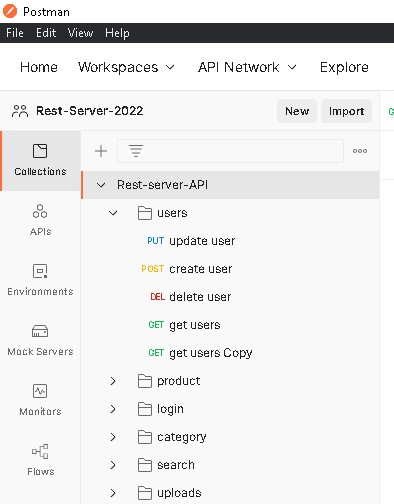 Postman
File Edit View Help
Home Workspaces API Network Explore
Rest-Server-2022 New Import
Collections
Rest-server-API
users
APIs
PUT update user
POST create user
Environments
DEL delete user
GET get users
Mock Servers
GET get users Copy
product
Monitors
login
category
Flows
search
uploads